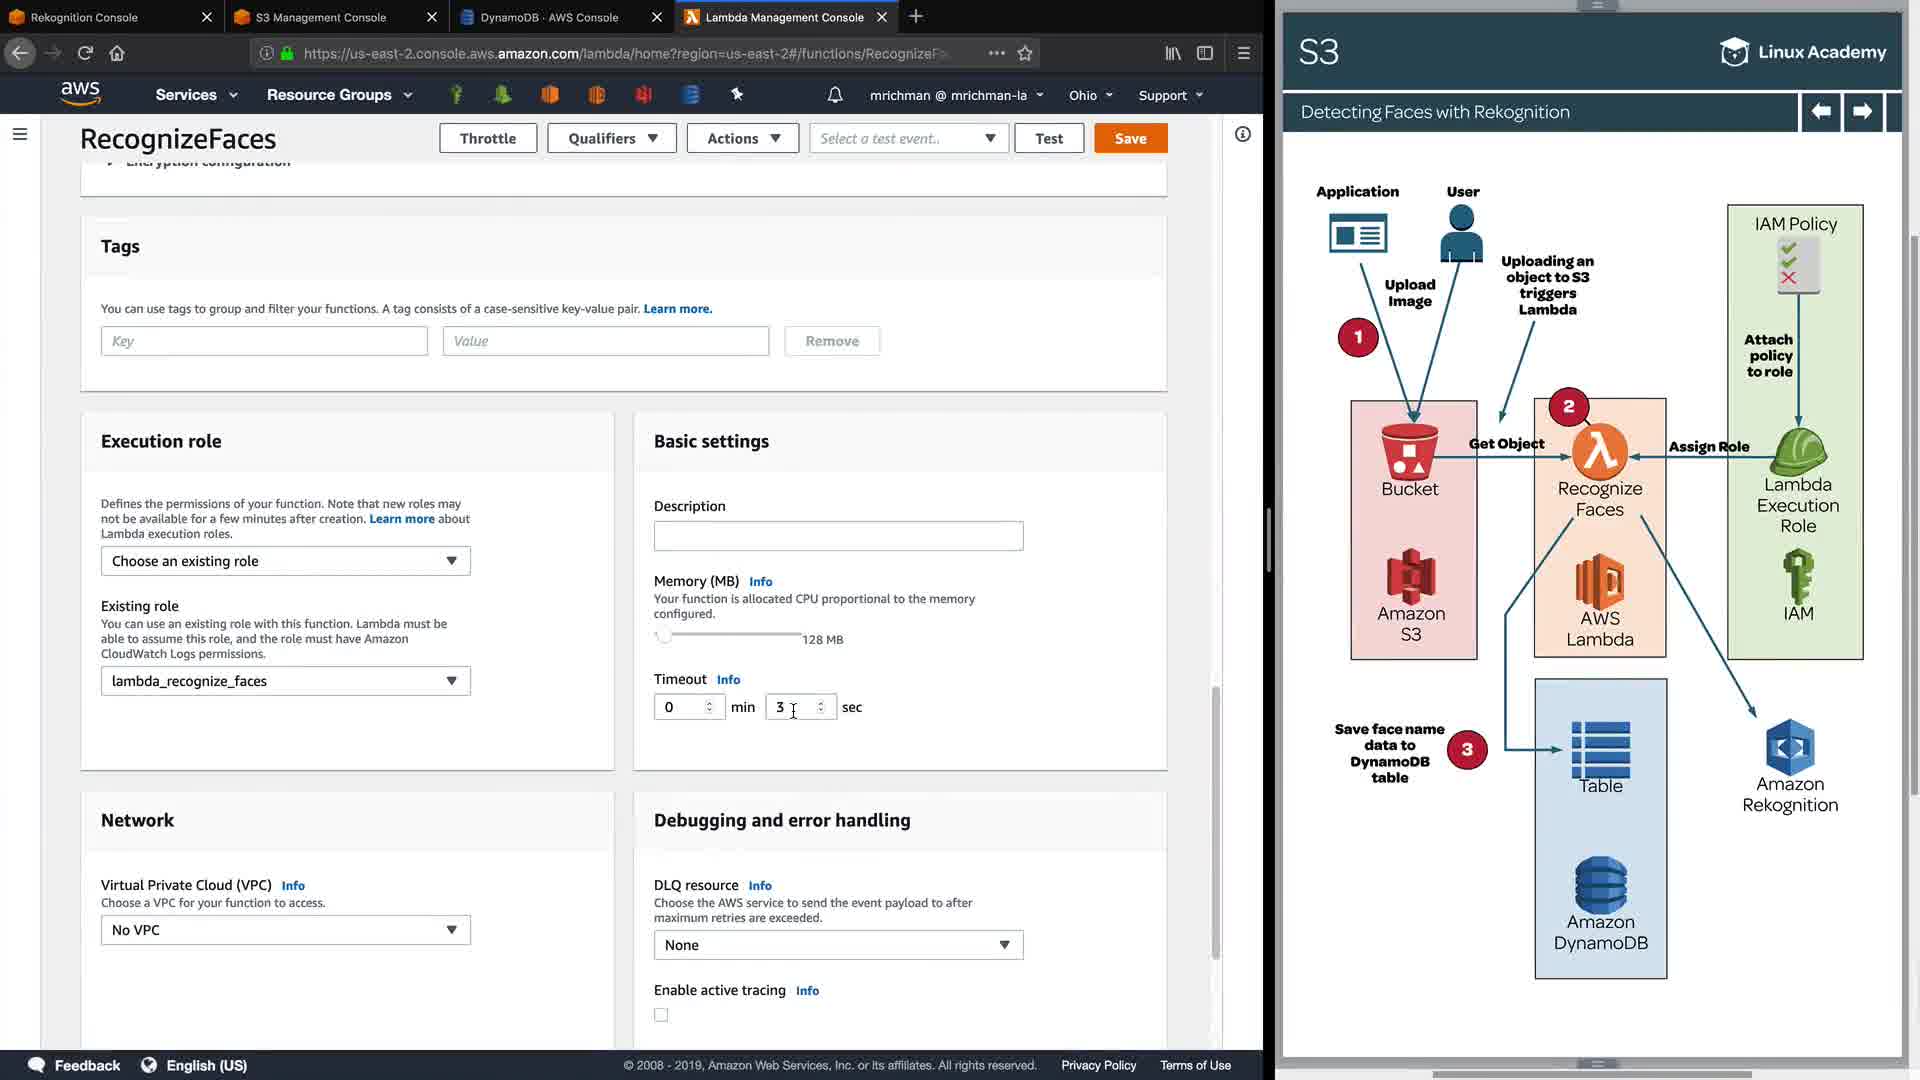 Rekognition Console
S3 Management Console
DynamoDB · AWS Console
Lambda Management Console
https://us-east-2.console.aws.amazon.com/lambda/home?region=us-east-2#/functions/RecognizeFa
aws
Services
Resource Groups
mrichman @ mrichman-la
Ohio
Support
RecognizeFaces
Throttle
Qualifiers
Actions
Select a test event..
Test
Save
Encryption configuration
Tags
You can use tags to group and filter your functions. A tag consists of a case-sensitive key-value pair. Learn more.
Key
Value
Remove
Execution role
Defines the permissions of your function. Note that new roles may
not be available for a few minutes after creation. Learn more about
Lambda execution roles.
Choose an existing role
Existing role
You can use an existing role with this function. Lambda must be
able to assume this role, and the role must have Amazon
CloudWatch Logs permissions.
lambda_recognize_faces
Basic settings
Description
Memory (MB) Info
Your function is allocated CPU proportional to the memory
configured.
128 MB
Timeout Info
0 min 3 sec
Network
Virtual Private Cloud (VPC) Info
Choose a VPC for your function to access.
No VPC
Debugging and error handling
DLQ resource Info
Choose the AWS service to send the event payload to after
maximum retries are exceeded.
None
Enable active tracing Info
Feedback
English (US)
© 2008 - 2019, Amazon Web Services, Inc. or its affiliates. All rights reserved.
Privacy Policy
Terms of Use
S3
Linux Academy
Detecting Faces with Rekognition
Application
User
Upload
Image
Uploading an
object to S3
triggers
Lambda
1
IAM Policy
Attach
policy
to role
2
Get Object
Assign Role
Bucket
Recognize
Faces
Lambda
Execution
Role
Amazon
S3
AWS
Lambda
IAM
Save face name
data to
DynamoDB
table
3
Table
Amazon
Rekognition
Amazon
DynamoDB